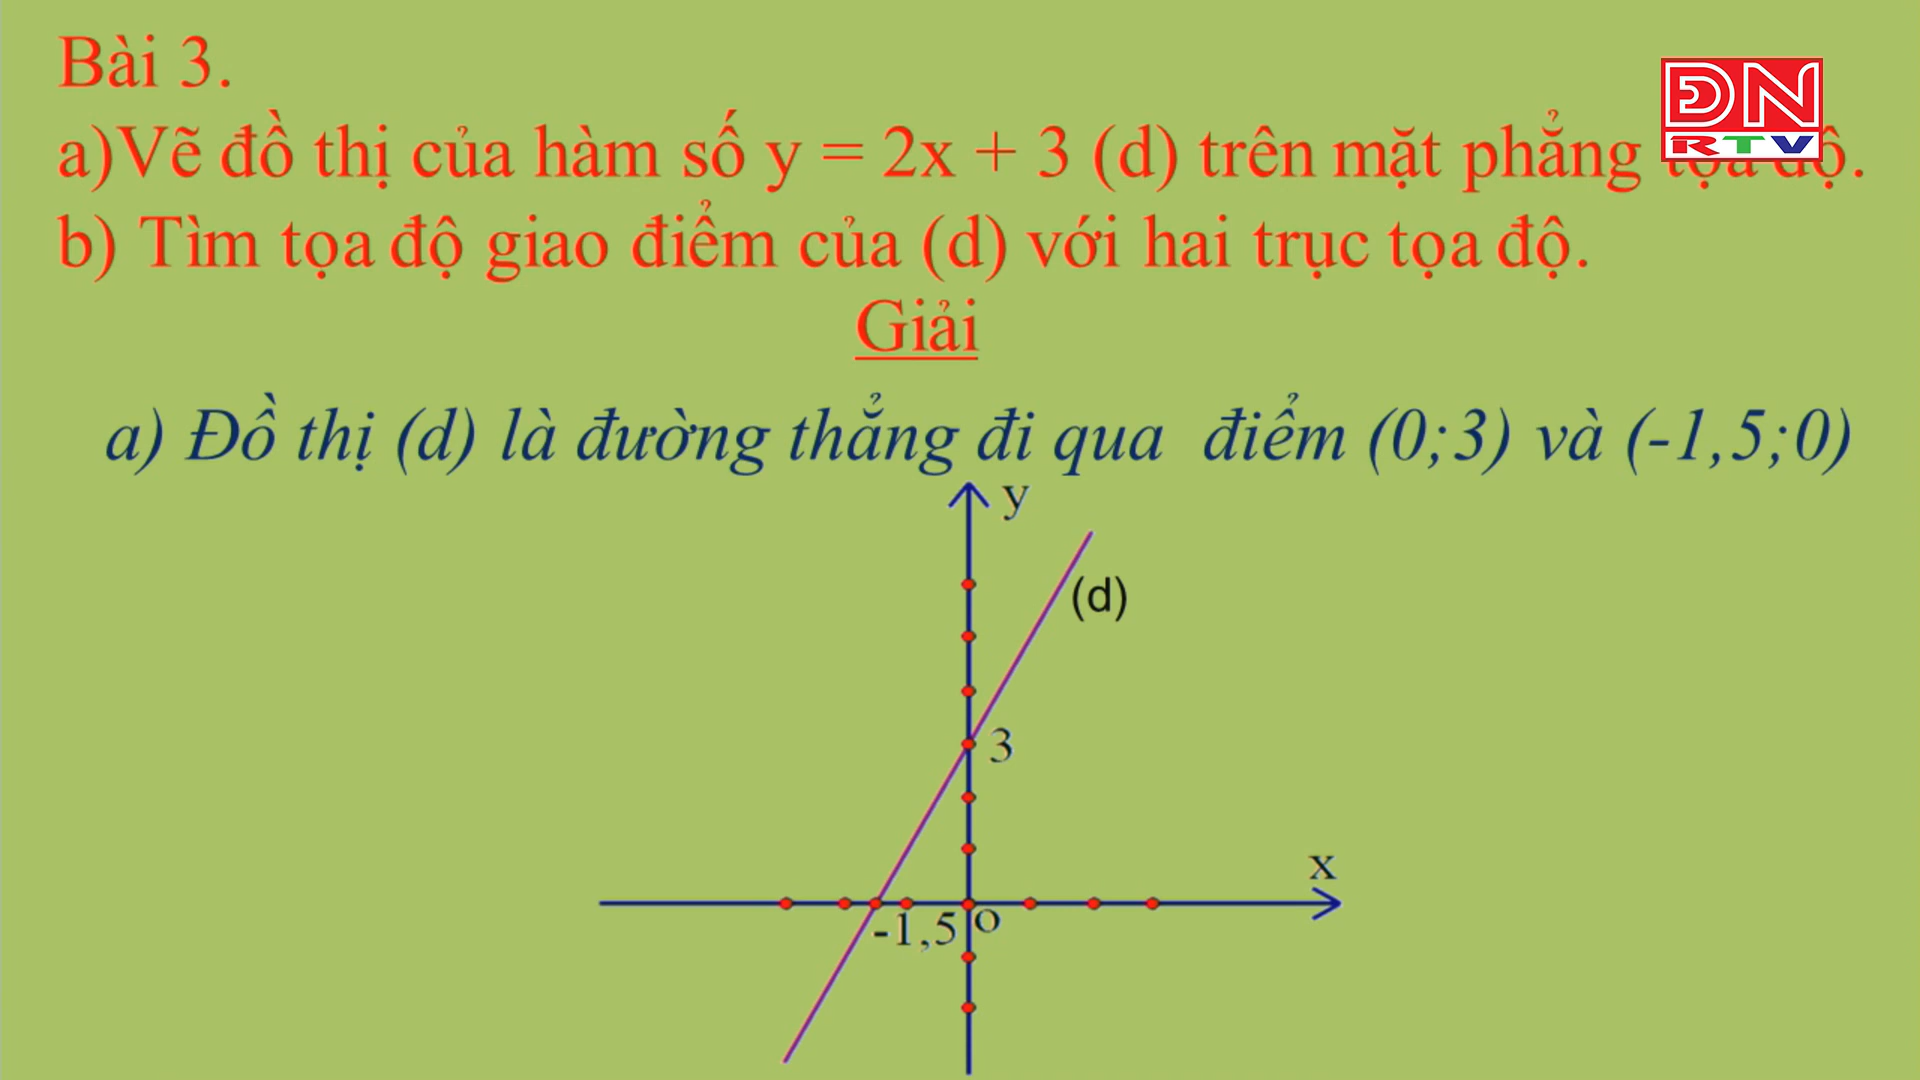 Bài 3.
a)Vẽ đồ thị của hàm số y = 2x + 3 (d) trên mặt phẳng tọa độ.
b) Tìm tọa độ giao điểm của (d) với hai trục tọa độ.
Giải
a) Đồ thị (d) là đường thẳng đi qua điểm (0;3) và (-1,5;0)
y
(d)
3
x
-1,5
O
ĐN
RTV